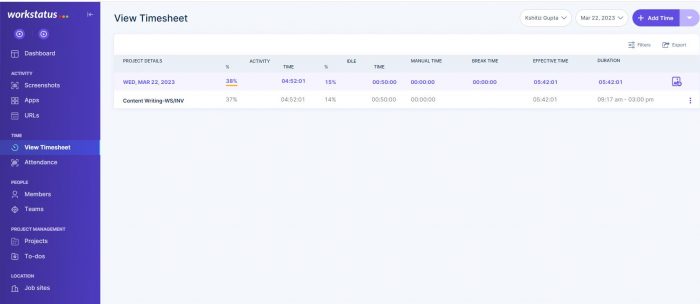 workstatus
View Timesheet
Kshitiz Gupta
Mar 22, 2023
+ Add Time
Dashboard
Filters
Export
ACTIVITY
Screenshots
Apps
URLs
TIME
View Timesheet
Attendance
PEOPLE
Members
Teams
PROJECT MANAGEMENT
Projects
To-dos
LOCATION
Job sites
PROJECT DETAILS ACTIVITY IDLE MANUAL TIME BREAK TIME EFFECTIVE TIME DURATION
% TIME % TIME
WED, MAR 22, 2023 38% 04:52:01 15% 00:50:00 00:00:00 00:00:00 05:42:01 05:42:01
Content Writing-WS/INV 37% 04:52:01 14% 00:50:00 00:00:00 05:42:01 09:17 am - 03:00 pm